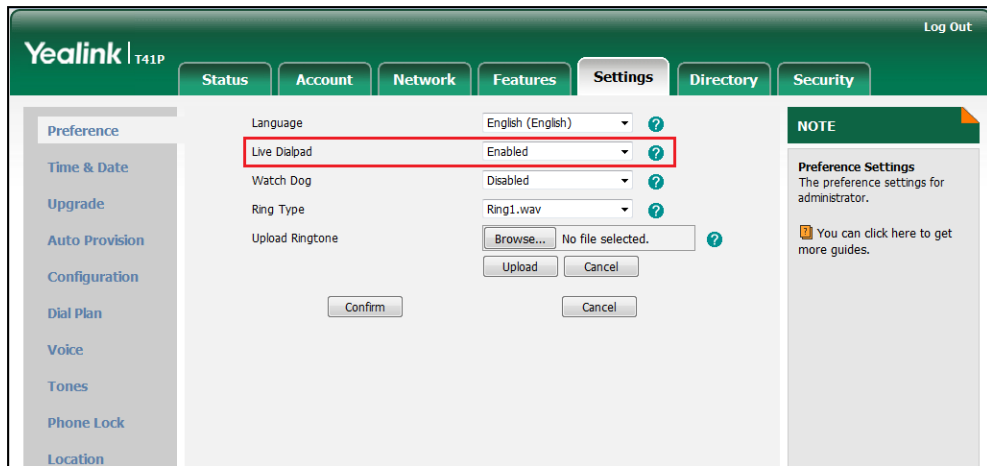 Log Out
Yealink T41P
Status Account Network Features Settings Directory Security
Preference
Time & Date
Upgrade
Auto Provision
Configuration
Dial Plan
Voice
Tones
Phone Lock
Location
Language English (English) ?
Live Dialpad Enabled ?
Watch Dog Disabled ?
Ring Type Ring1.wav ?
Upload Ringtone Browse... No file selected. ?
Upload Cancel
Confirm Cancel
NOTE
Preference Settings
The preference settings for
administrator.
? You can click here to get
more guides.